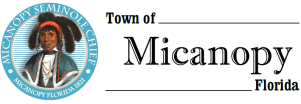 MICANOPY SEMINOLE CHIEF
MICANOPY FLORIDA 1821
Town of
Micanopy
Florida